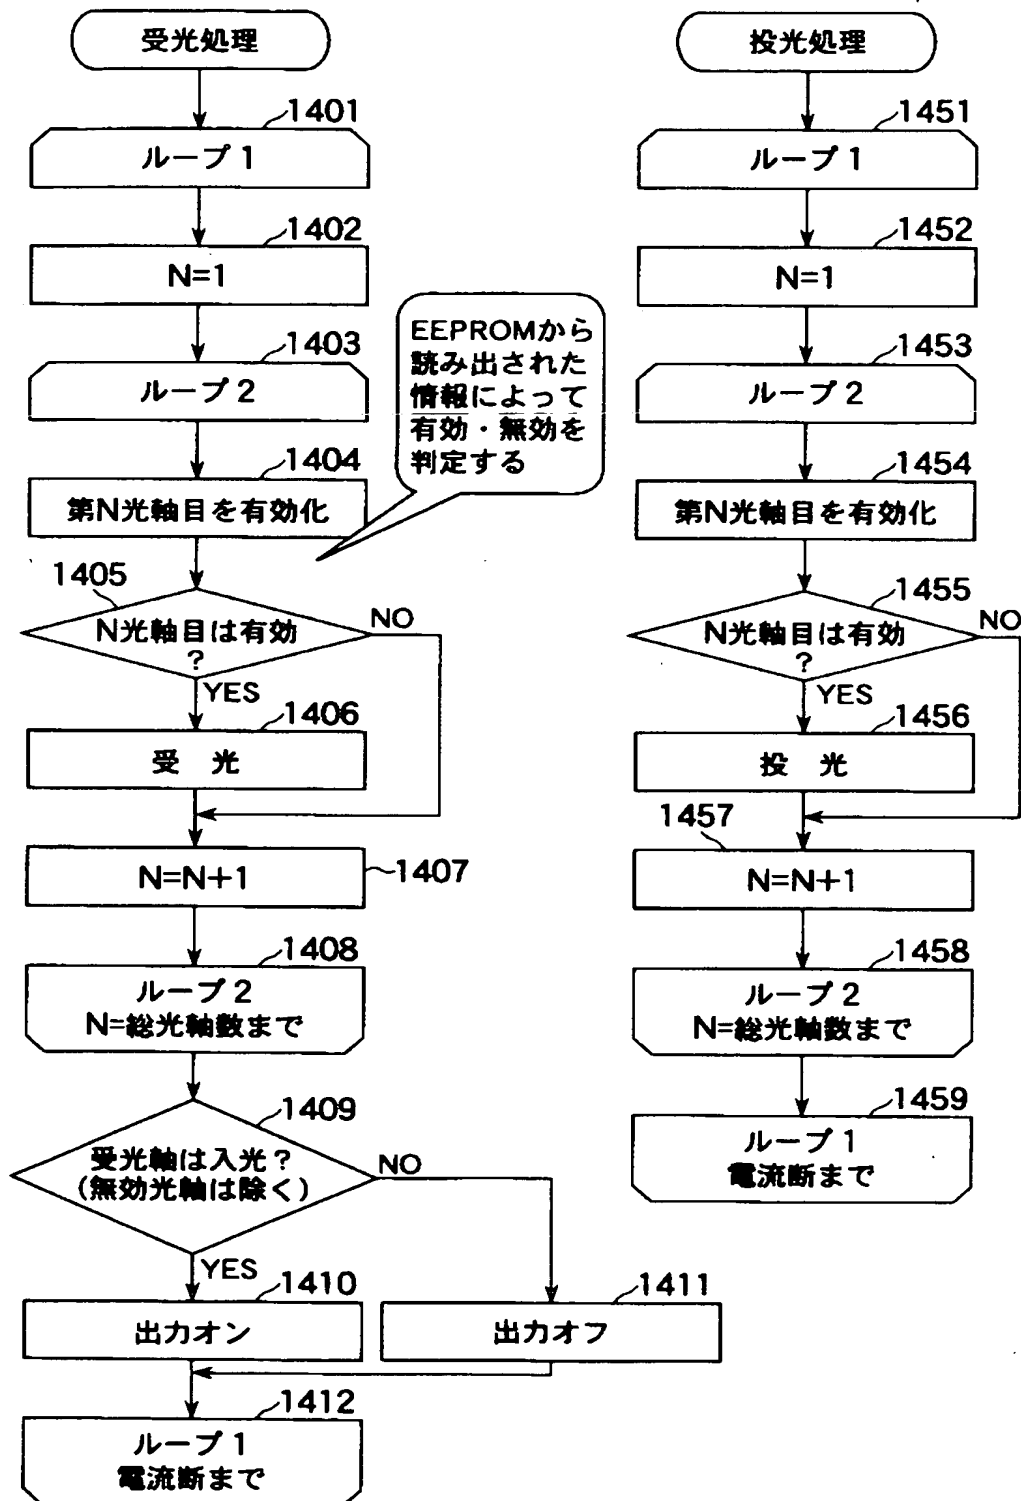 受光処理
1401
ループ1
1402
N=1
1403
ループ2
EEPROMから
読み出された
情報によって
有効・無効を
判定する
1404
第N光軸目を有効化
1405
N光軸目は有効
?
NO
YES
1406
受 光
N=N+1
1407
1408
ループ2
N=総光軸数まで
1409
受光軸は入光?
(無効光軸は除く)
NO
YES
1410
出力オン
1411
出力オフ
1412
ループ1
電流断まで
投光処理
1451
ループ1
1452
N=1
1453
ループ2
1454
第N光軸目を有効化
1455
N光軸目は有効
?
NO
YES
1456
投 光
1457
N=N+1
1458
ループ2
N=総光軸数まで
1459
ループ1
電流断まで